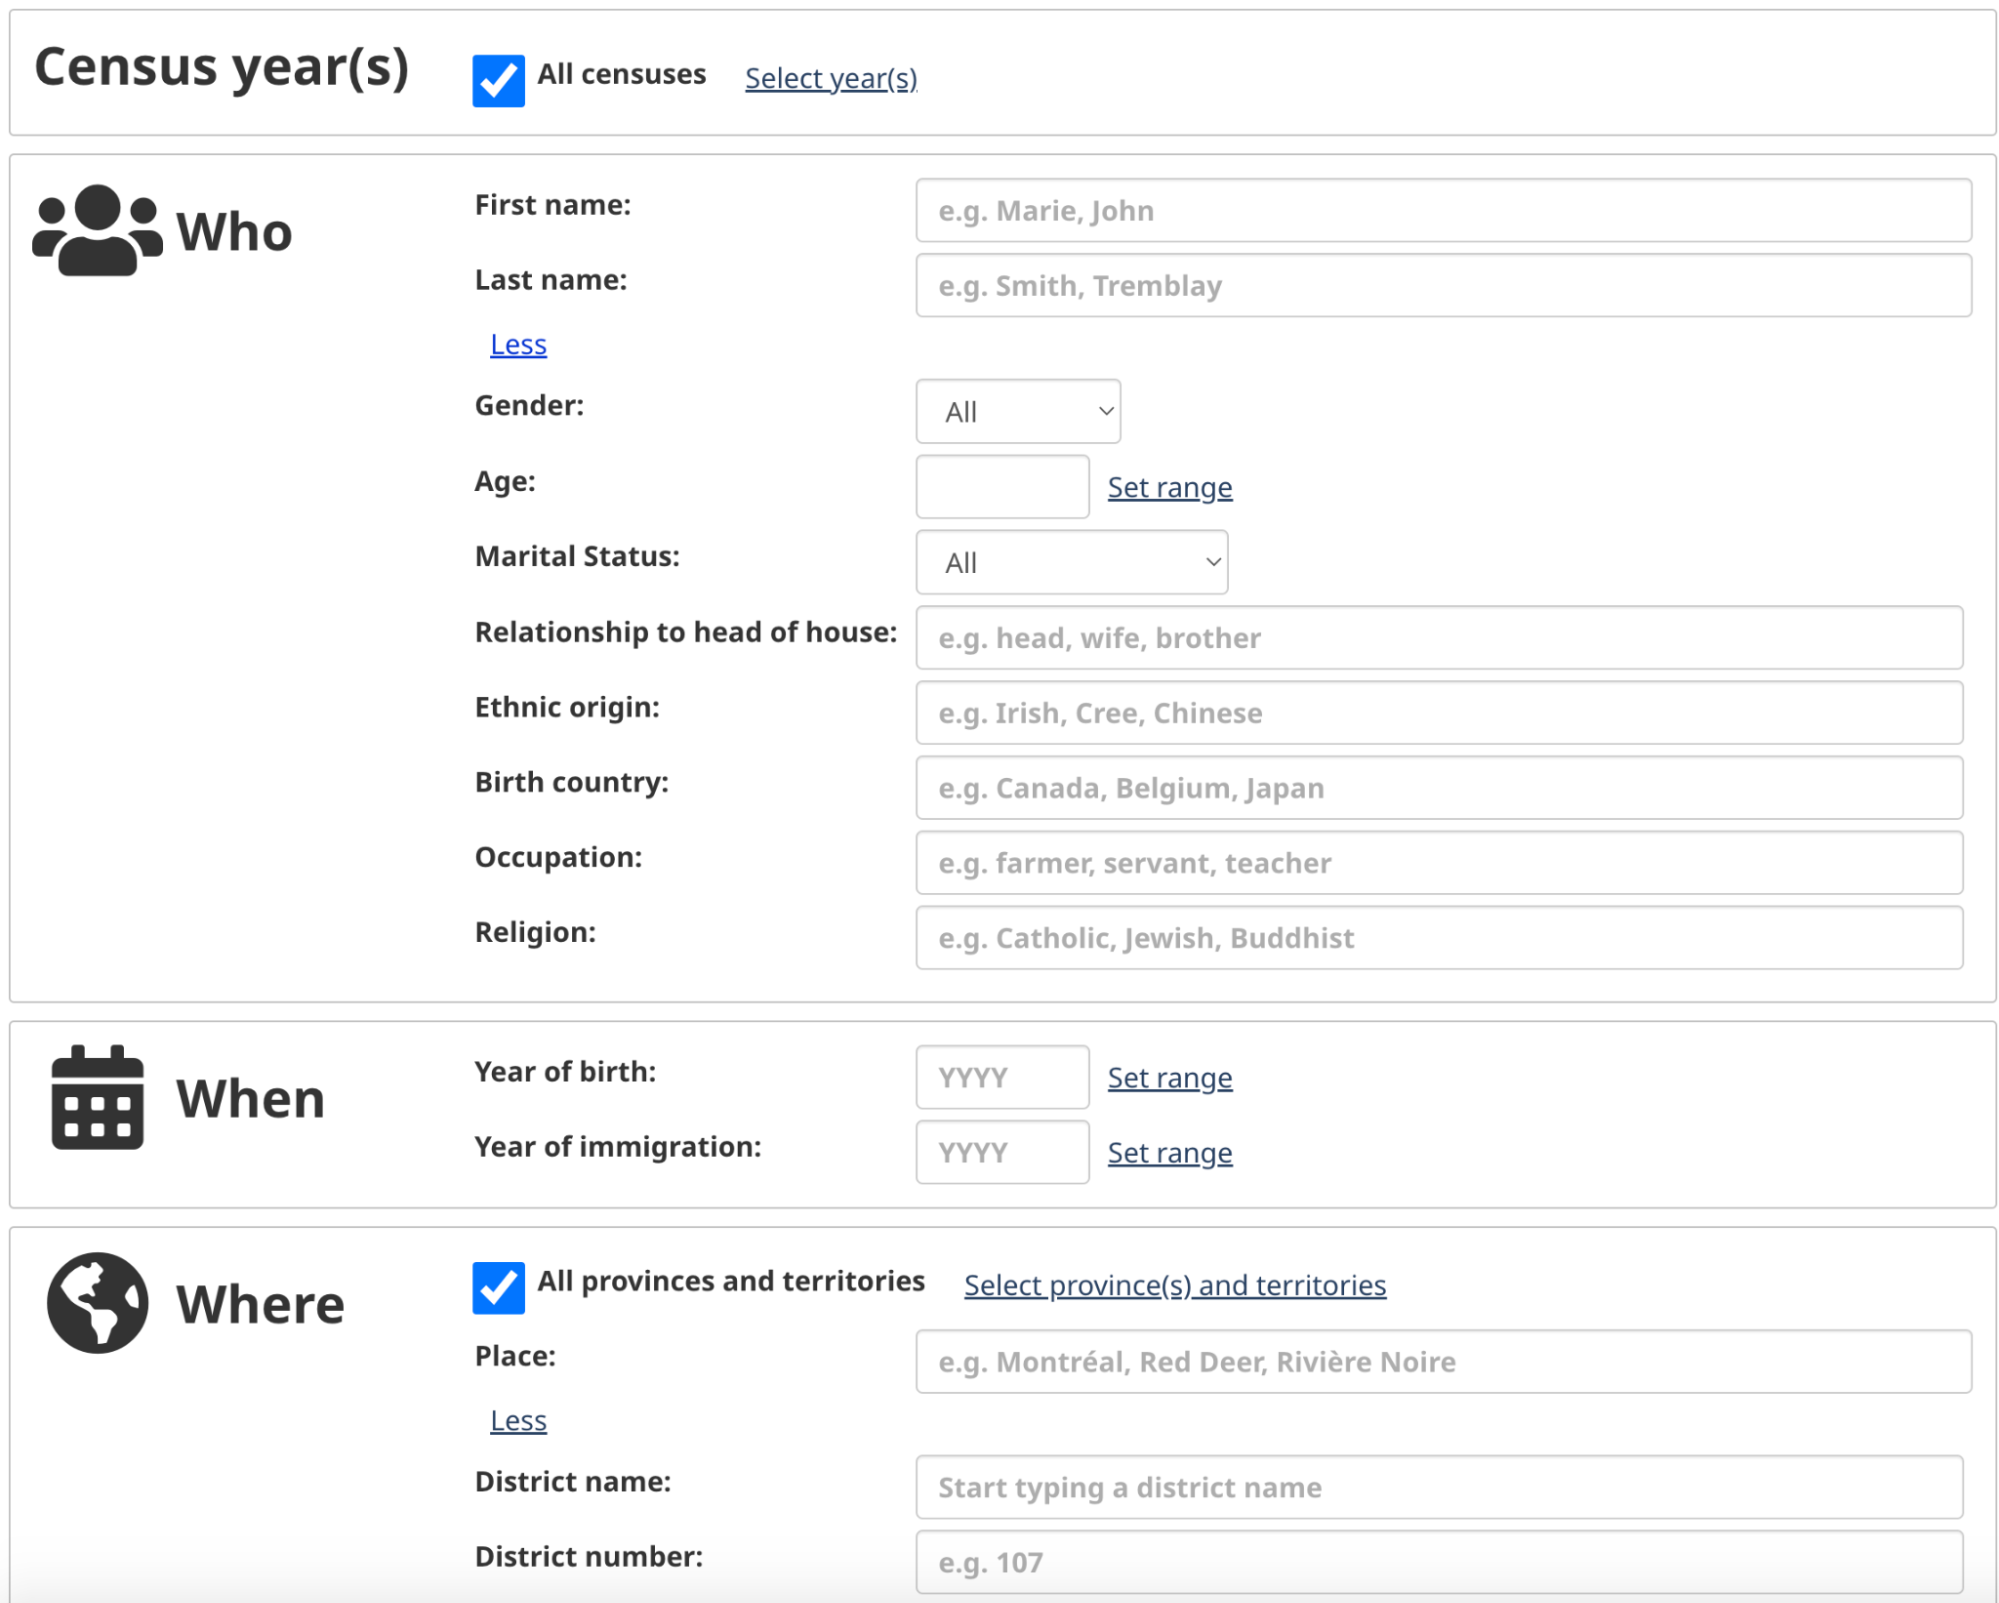 Census year(s) All censuses Select year(s)
Who
First name: e.g. Marie, John
Last name: e.g. Smith, Tremblay
Less
Gender: All
Age: Set range
Marital Status: All
Relationship to head of house: e.g. head, wife, brother
Ethnic origin: e.g. Irish, Cree, Chinese
Birth country: e.g. Canada, Belgium, Japan
Occupation: e.g. farmer, servant, teacher
Religion: e.g. Catholic, Jewish, Buddhist
When
Year of birth: YYYY Set range
Year of immigration: YYYY Set range
Where
All provinces and territories Select province(s) and territories
Place: e.g. Montréal, Red Deer, Rivière Noire
Less
District name: Start typing a district name
District number: e.g. 107